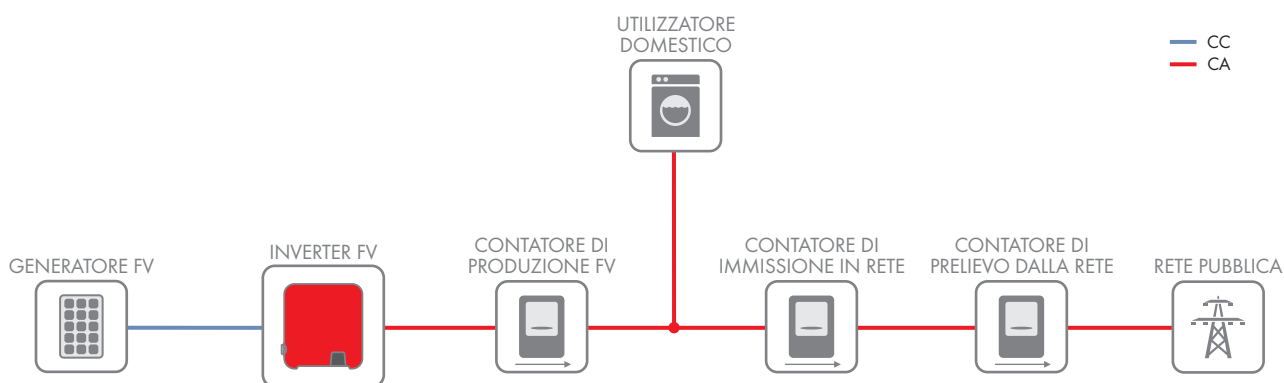 UTILIZZATORE
DOMESTICO
CC
CA
GENERATORE FV
INVERTER FV
CONTATORE DI
PRODUZIONE FV
CONTATORE DI
IMMISSIONE IN RETE
CONTATORE DI
PRELIEVO DALLA RETE
RETE PUBBLICA